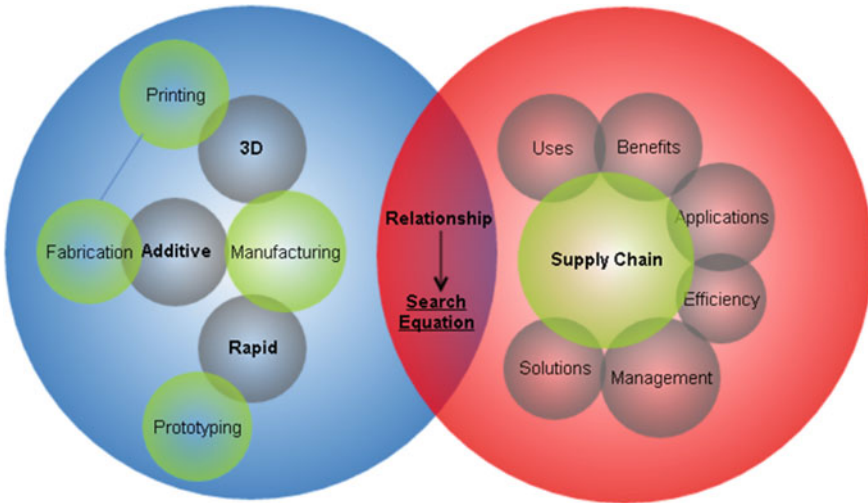 Printing
3D
Fabrication
Additive
Manufacturing
Rapid
Prototyping
Relationship
Search
Equation
Uses
Benefits
Applications
Supply Chain
Efficiency
Solutions
Management